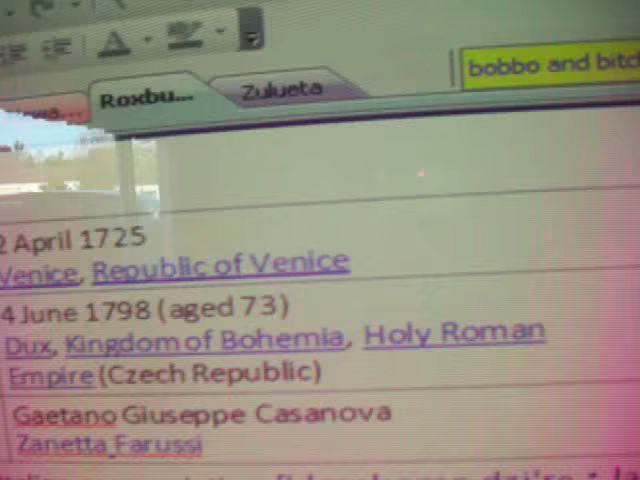 Roxbu...
Zulueta
bobbo and bitc
2 April 1725
Venice, Republic of Venice
4 June 1798 (aged 73)
Dux, Kingdom of Bohemia, Holy Roman
Empire (Czech Republic)
Gaetano Giuseppe Casanova
Zanetta Farussi